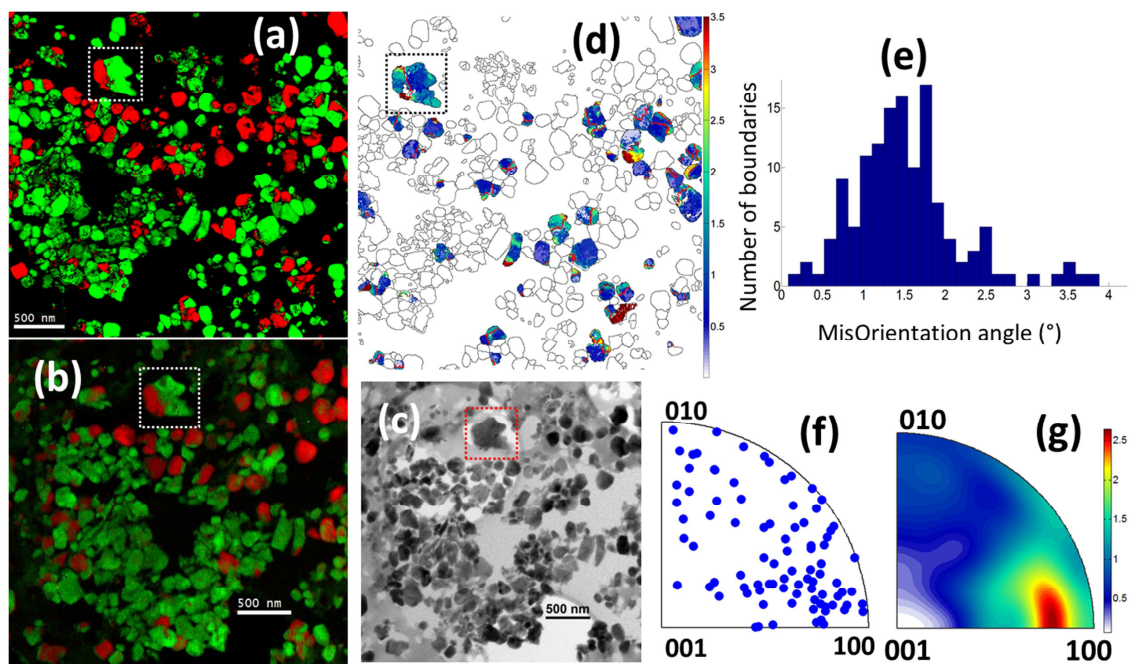 (a)
500 nm
(b)
500 nm
(d)
3.5
3
2.5
2
1.5
1
0.5
(c)
500 nm
(e)
Number of boundaries
15
10
5
0
0 0.5 1 1.5 2 2.5 3 3.5 4
MisOrientation angle (°)
010
(f)
001 100
010
(g)
2.5
2
1.5
1
0.5
001 100